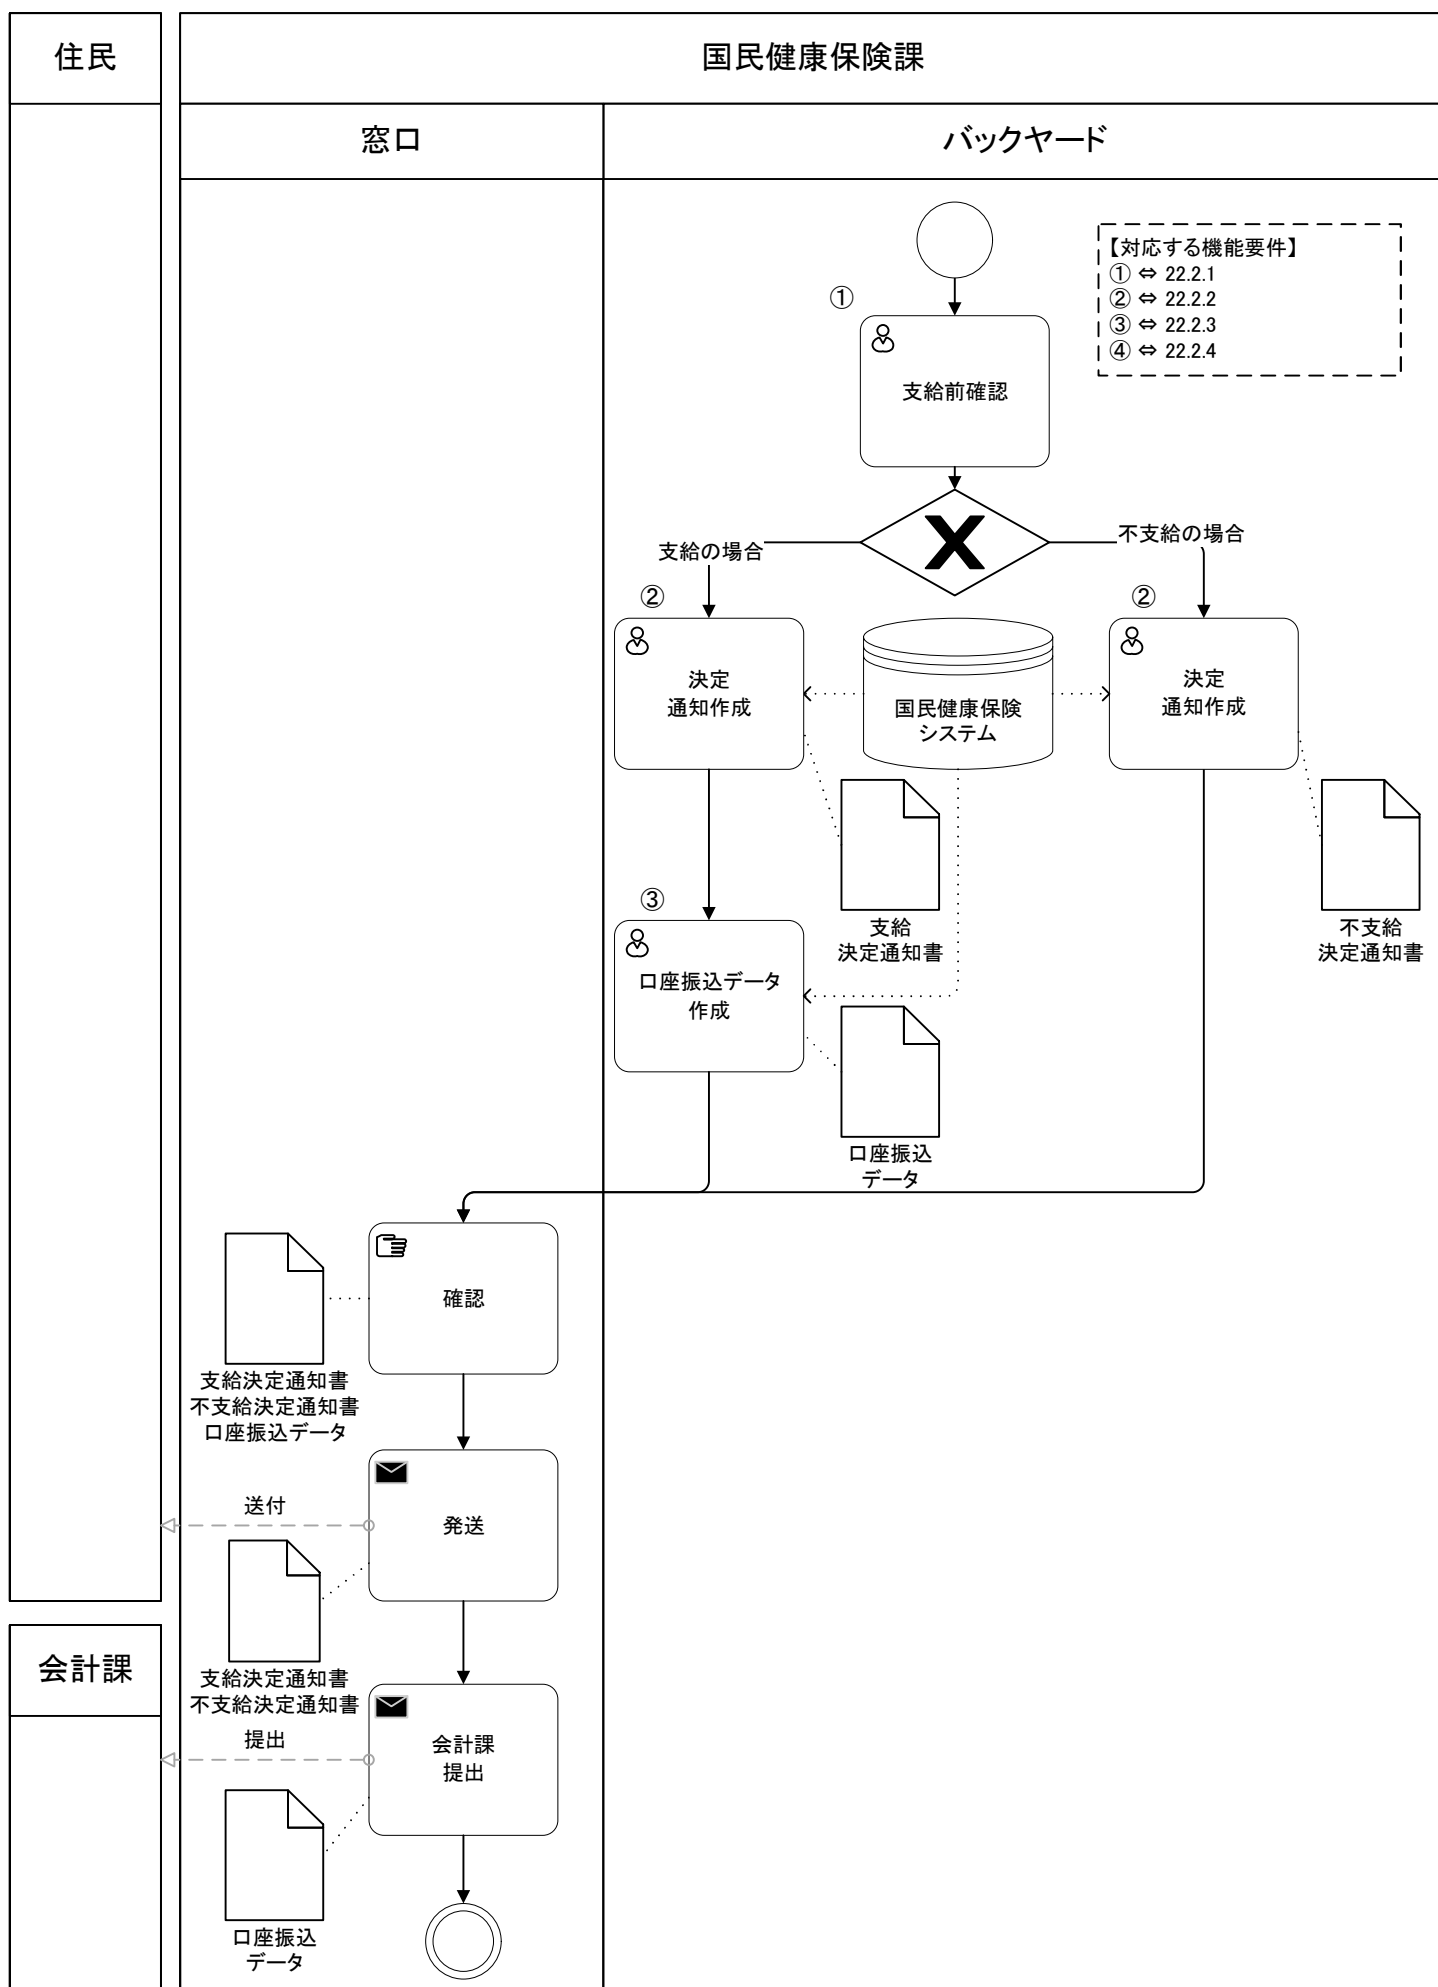 住民
国民健康保険課
窓口
バックヤード
【対応する機能要件】
① ⇔ 22.2.1
② ⇔ 22.2.2
③ ⇔ 22.2.3
④ ⇔ 22.2.4
①
支給前確認
支給の場合
不支給の場合
②
決定
通知作成
国民健康保険
システム
②
決定
通知作成
支給
決定通知書
不支給
決定通知書
③
口座振込データ
作成
口座振込
データ
確認
支給決定通知書
不支給決定通知書
口座振込データ
送付
発送
支給決定通知書
不支給決定通知書
会計課
提出
会計課
提出
口座振込
データ